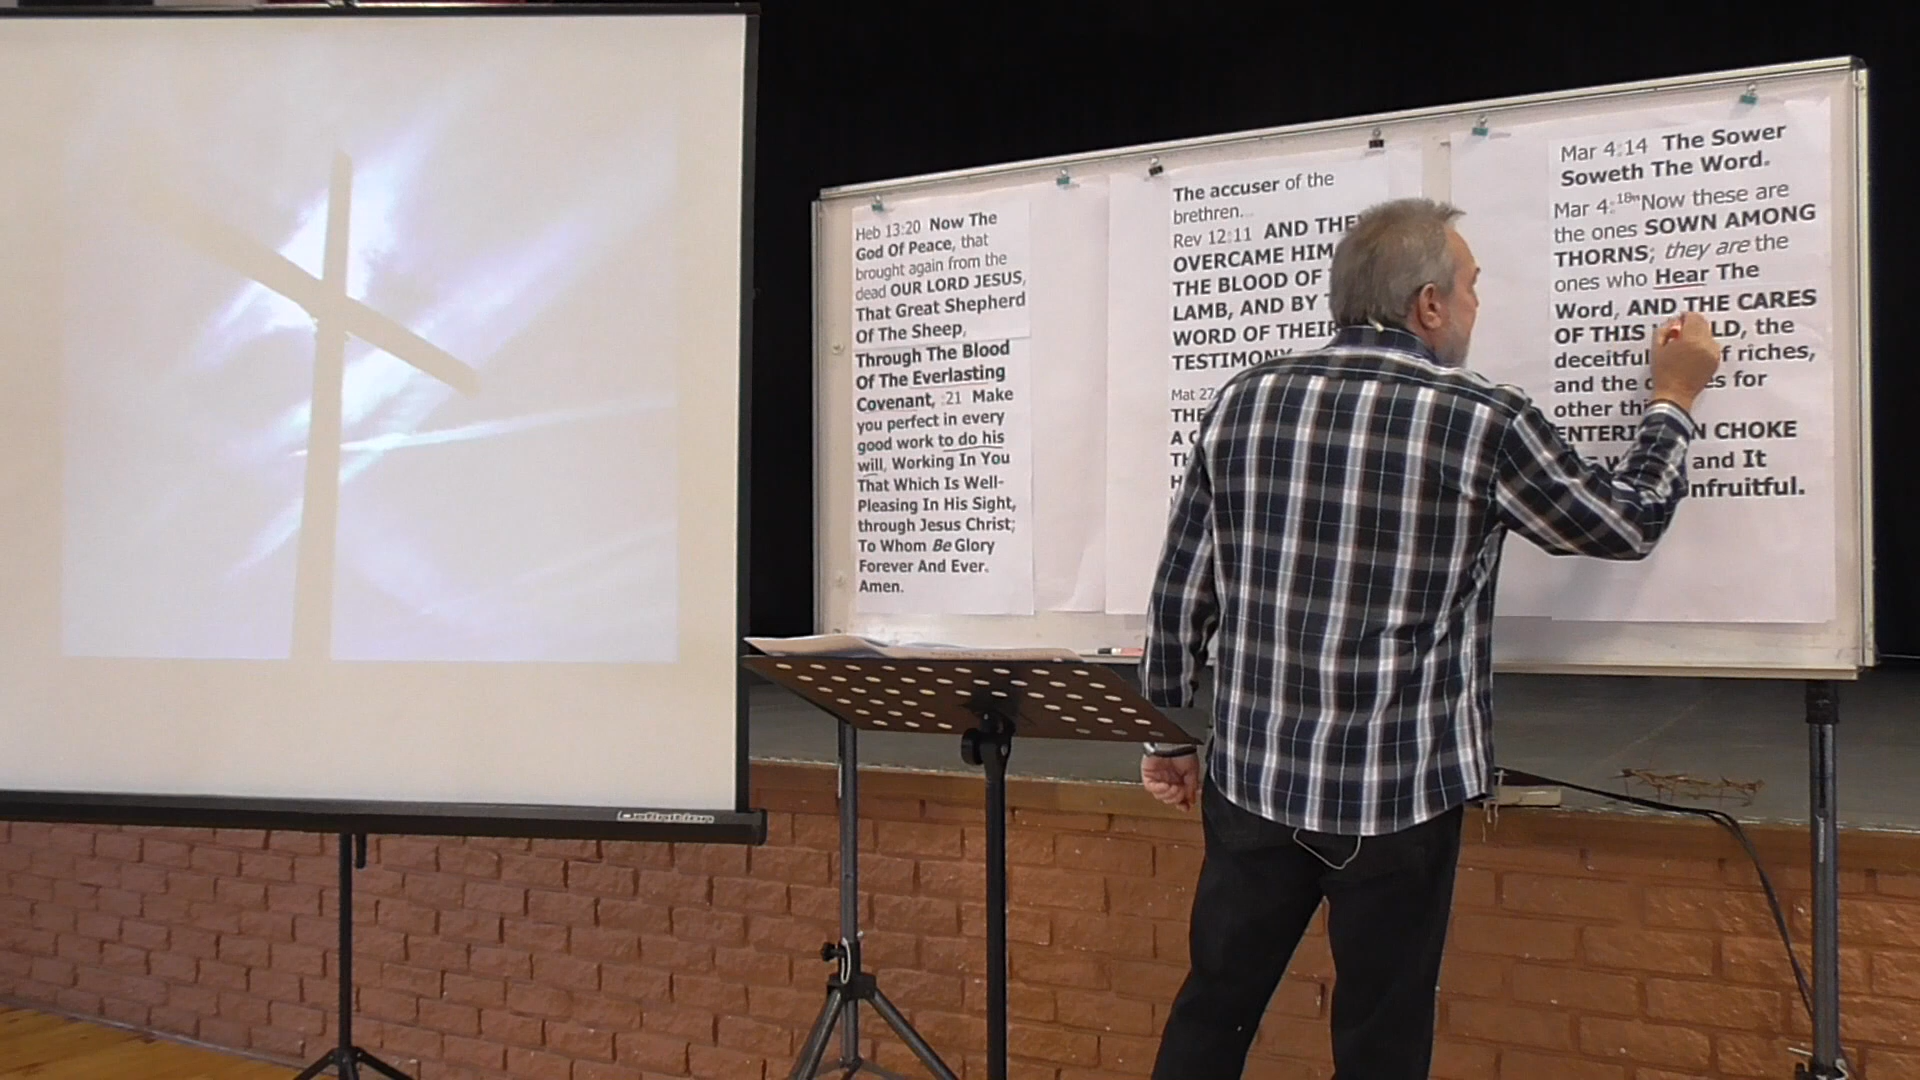 Heb 13:20 Now The
God Of Peace, that
brought again from the
dead OUR LORD JESUS,
That Great Shepherd
Of The Sheep,
Through The Blood
Of The Everlasting
Covenant, :21 Make
you perfect in every
good work to do his
will, Working In You
That Which Is Well-
Pleasing In His Sight,
through Jesus Christ;
To Whom Be Glory
Forever And Ever.
Amen.
The accuser of the
brethren...
Rev 12:11 AND THEY
OVERCAME HIM
THE BLOOD OF
LAMB, AND BY
WORD OF THEIR
TESTIMONY
Mat 27
THE
A
Mar 4:14 The Sower
Soweth The Word.
Mar 4:18 Now these are
the ones SOWN AMONG
THORNS; they are the
ones who Hear The
Word, AND THE CARES
OF THIS the
riches,
and the for
other
CHOKE
and It
Definition